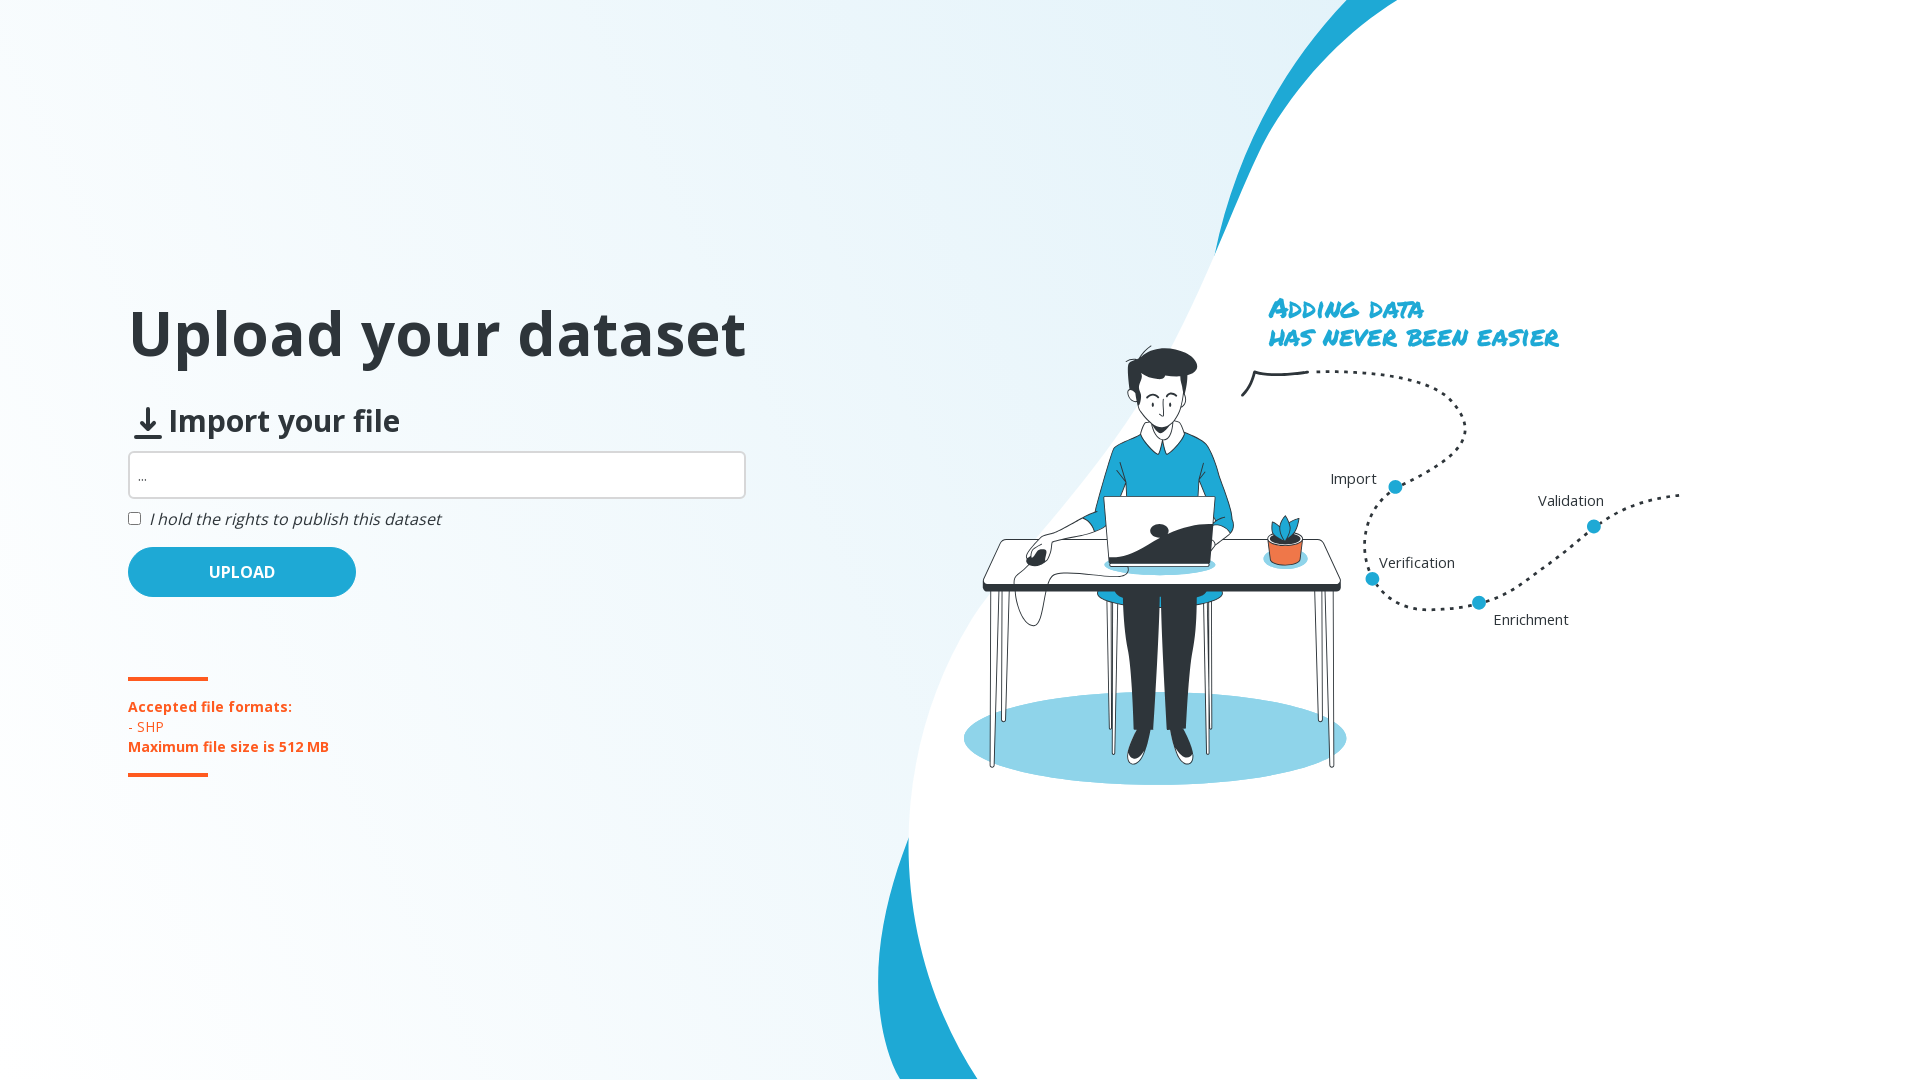 Upload your dataset
Import your file
...
I hold the rights to publish this dataset
UPLOAD
Accepted file formats:
- SHP
Maximum file size is 512 MB
ADDING DATA
HAS NEVER BEEN EASIER
Import
Validation
Verification
Enrichment